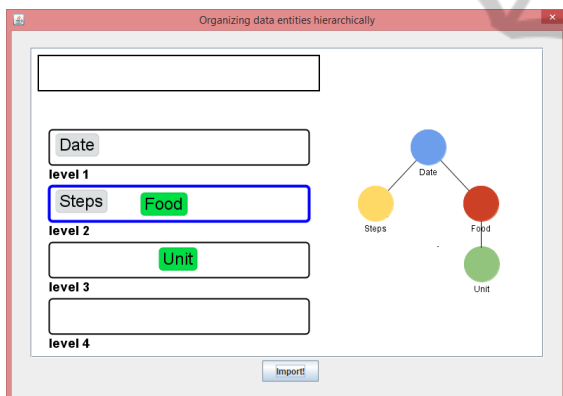 Organizing data entities hierarchically
Date
level 1
Steps Food
level 2
Unit
level 3
level 4
Date
Steps Food
Unit
Import!